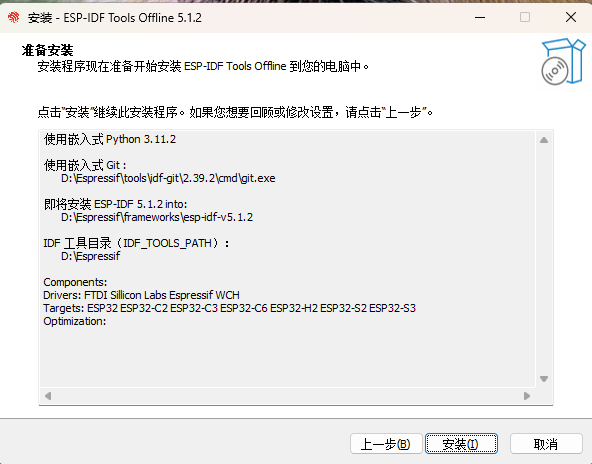 安装 - ESP-IDF Tools Offline 5.1.2
准备安装
安装程序现在准备开始安装 ESP-IDF Tools Offline 到您的电脑中。
点击“安装”继续此安装程序。如果您想要回顾或修改设置，请点击“上一步”。
使用嵌入式 Python 3.11.2
使用嵌入式 Git :
D:\Espressif\tools\idf-git\2.39.2\cmd\git.exe
即将安装 ESP-IDF 5.1.2 into:
D:\Espressif\frameworks\esp-idf-v5.1.2
IDF 工具目录（IDF_TOOLS_PATH）:
D:\Espressif
Components:
Drivers: FTDI Sillicon Labs Espressif WCH
Targets: ESP32 ESP32-C2 ESP32-C3 ESP32-C6 ESP32-H2 ESP32-S2 ESP32-S3
Optimization:
上一步(B) 安装(I) 取消